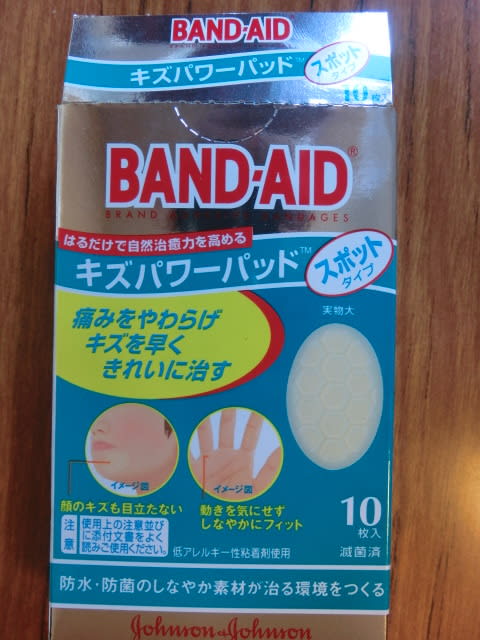 BAND-AID
キズパワーパッド™
スポット
タイプ
10枚入
BAND-AID®
BRAND
キズパワーパッド™
はるだけで自然治癒力を高める
スポット
タイプ
痛みをやわらげ
キズを早く
きれいに治す
実物大
イメージ図
イメージ図
顔のキズも目立たない
動きを気にせず
しなやかにフィット
10
枚入
滅菌済
注意
使用上の注意並び
に添付文書をよく
読みご使用ください。
低アレルギー性粘着剤使用
防水・防菌のしなやか素材が治る環境をつくる
Johnson & Johnson